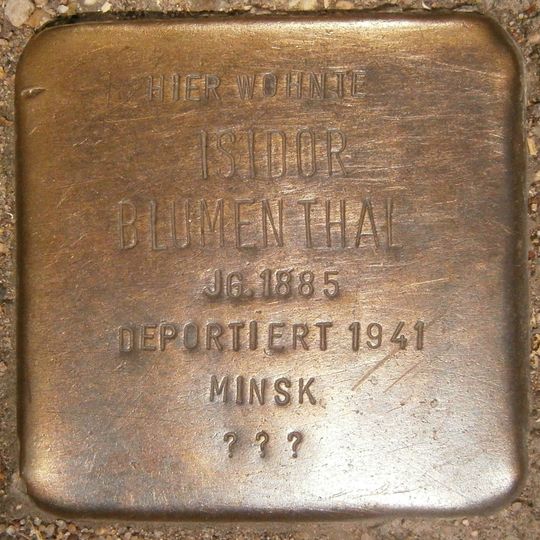 HIER WOHNTE
ISIDOR
BLUMENTHAL
JG. 1885
DEPORTIERT 1941
MINSK
? ? ?